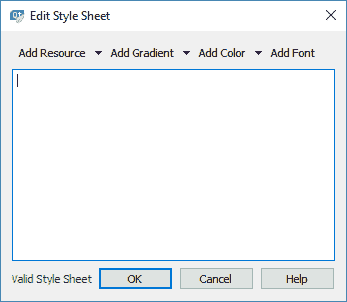 Edit Style Sheet
Add Resource Add Gradient Add Color Add Font
Valid Style Sheet OK Cancel Help